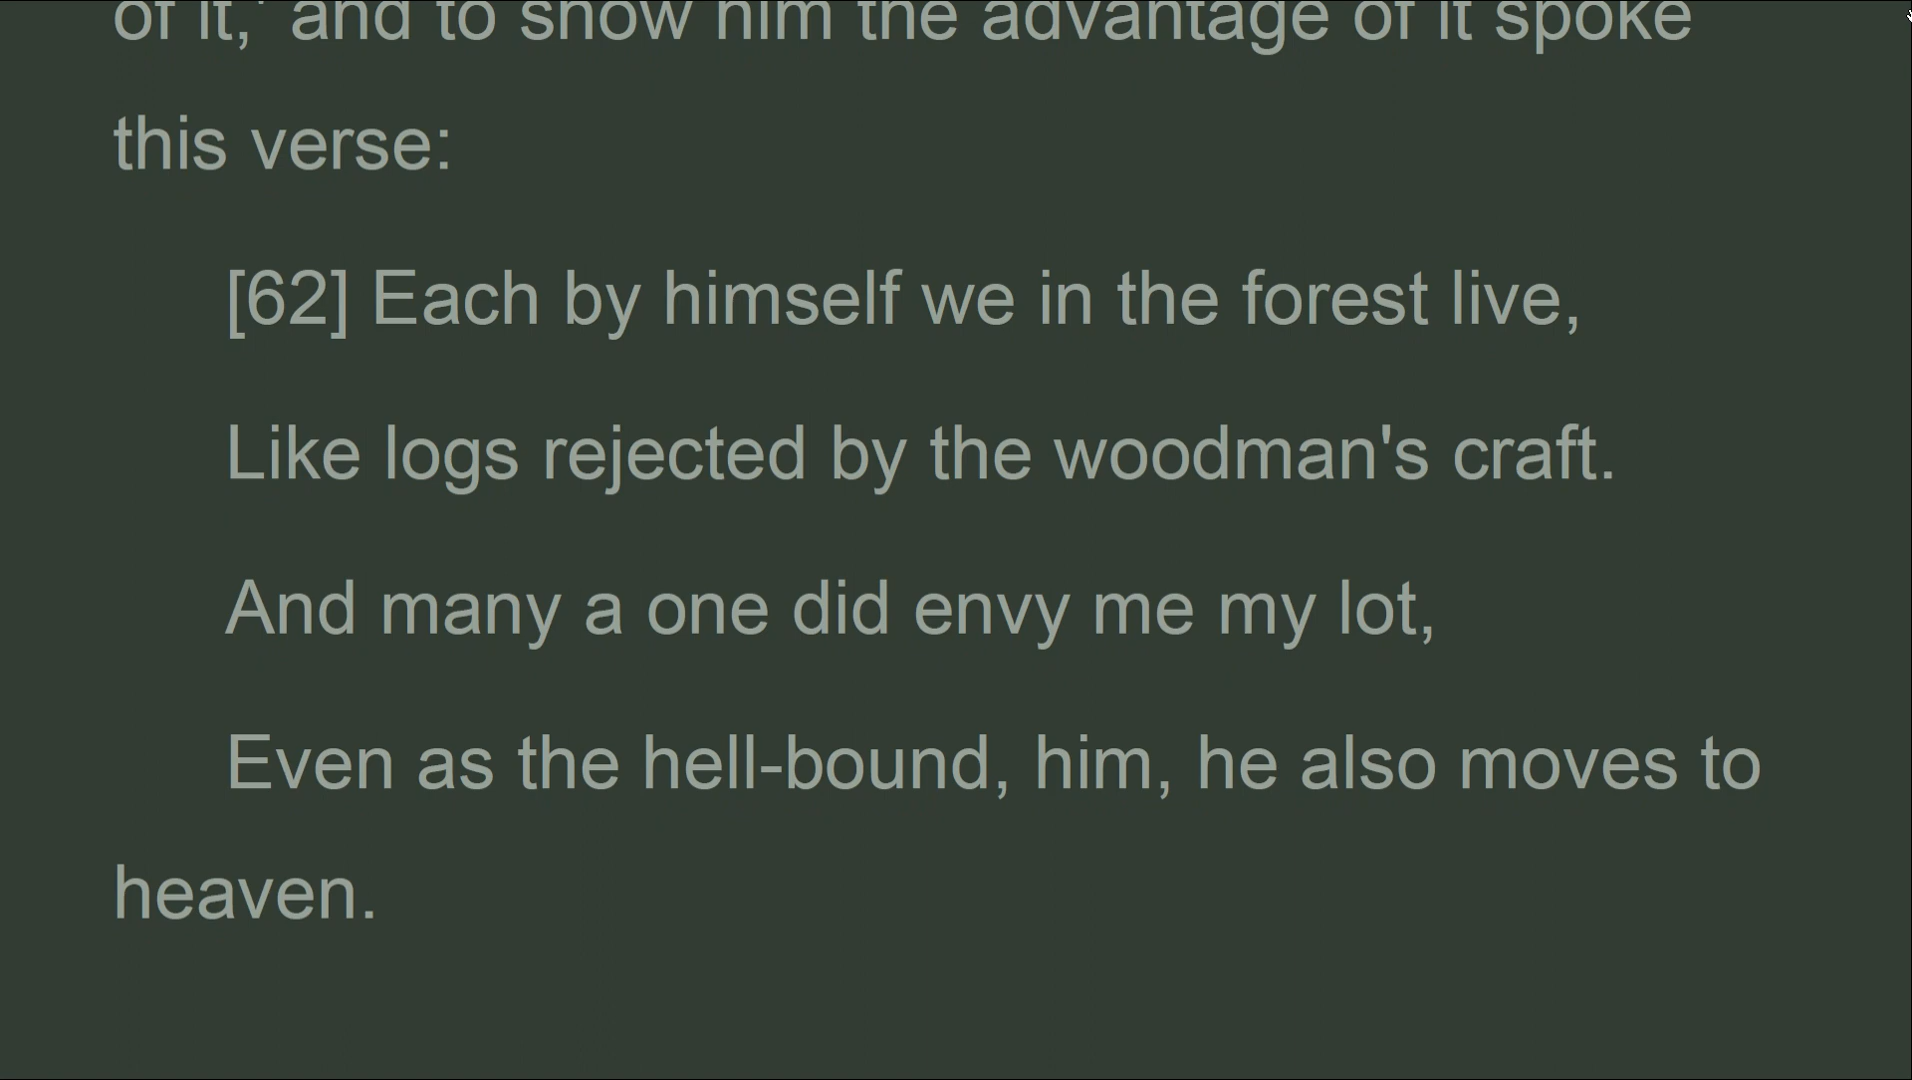 of it,' and to show him the advantage of it spoke
this verse:
[62] Each by himself we in the forest live,
Like logs rejected by the woodman's craft.
And many a one did envy me my lot,
Even as the hell-bound, him, he also moves to
heaven.